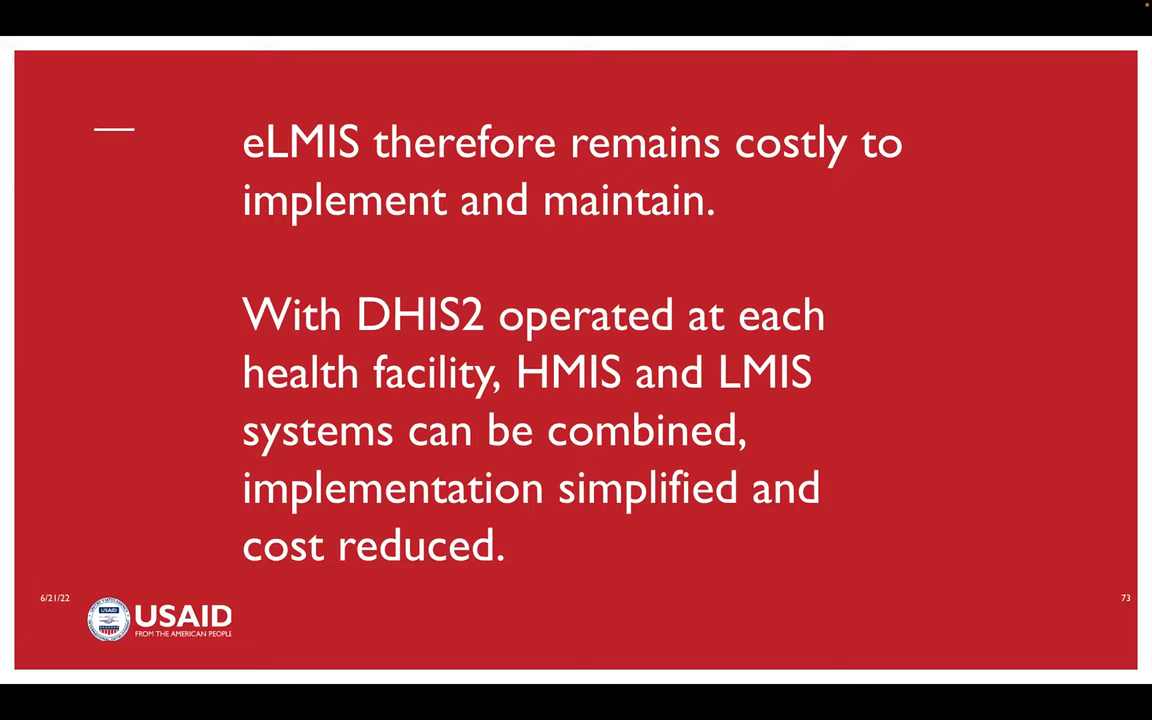 eLMIS therefore remains costly to
implement and maintain.
With DHIS2 operated at each
health facility, HMIS and LMIS
systems can be combined,
implementation simplified and
cost reduced.
6/21/22
73
USAID
USAID
FROM THE AMERICAN PEOPLE